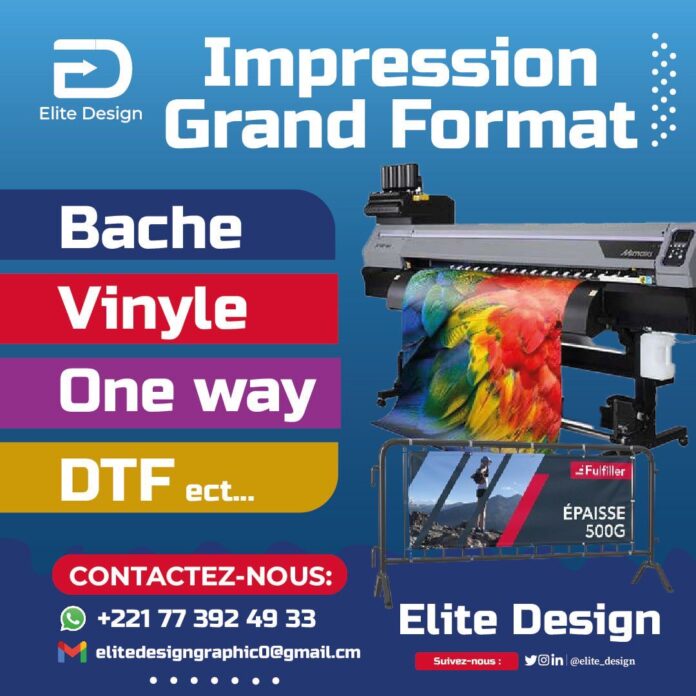 Elite Design
Impression
Grand Format
Bache
Vinyle
One way
DTF ect...
MIMAKI
Fulfiller
ÉPAISSE
500G
CONTACTEZ-NOUS:
+221 77 392 49 33
elitedesigngraphic0@gmail.cm
Elite Design
Suivez-nous :
@elite_design